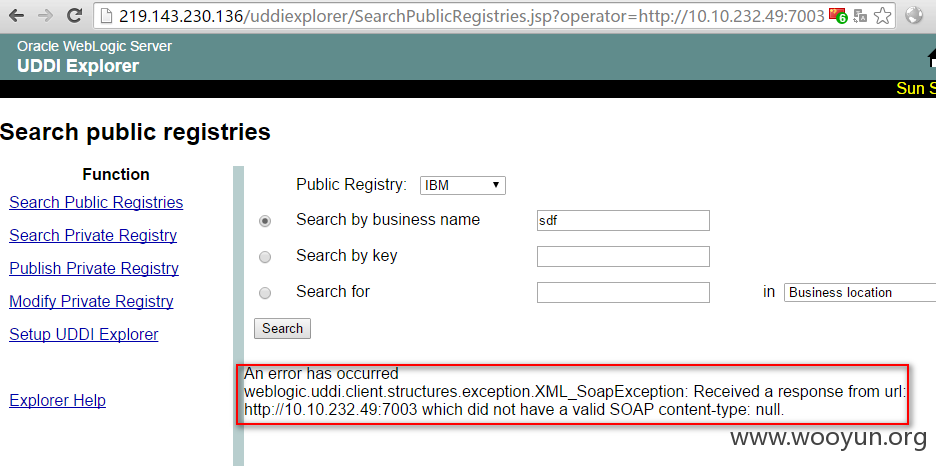 219.143.230.136/uddiexplorer/SearchPublicRegistries.jsp?operator=http://10.10.232.49:7003
6
Oracle WebLogic Server
UDDI Explorer
Sun S
Search public registries
Function
Search Public Registries
Search Private Registry
Publish Private Registry
Modify Private Registry
Setup UDDI Explorer
Explorer Help
Public Registry: IBM
Search by business name sdf
Search by key
Search for in Business location
Search
An error has occurred
weblogic.uddi.client.structures.exception.XML_SoapException: Received a response from url:
http://10.10.232.49:7003 which did not have a valid SOAP content-type: null.
www.wooyun.org